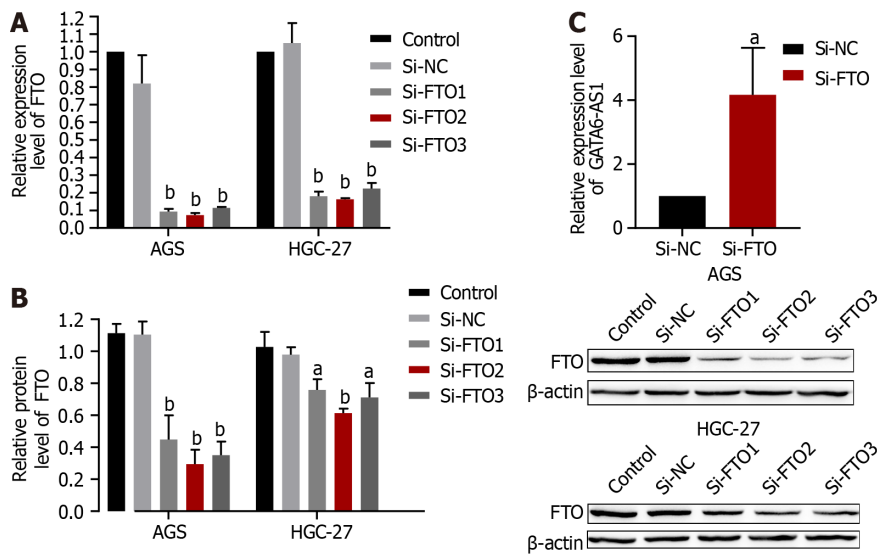 A
Relative expression
level of FTO
1.2
1.1
1.0
0.9
0.8
0.7
0.6
0.5
0.4
0.3
0.2
0.1
0.0
b
b
b
b
b
b
AGS
HGC-27
Control
Si-NC
Si-FTO1
Si-FTO2
Si-FTO3
C
Relative expression level
of GATA6-AS1
6
4
2
0
a
Si-NC
Si-FTO
Si-NC
Si-FTO
AGS
B
Relative protein
level of FTO
1.2
1.0
0.8
0.6
0.4
0.2
0.0
b
b
b
a
b
a
AGS
HGC-27
Control
Si-NC
Si-FTO1
Si-FTO2
Si-FTO3
Control
Si-NC
Si-FTO1
Si-FTO2
Si-FTO3
FTO
β-actin
HGC-27
Control
Si-NC
Si-FTO1
Si-FTO2
Si-FTO3
FTO
β-actin